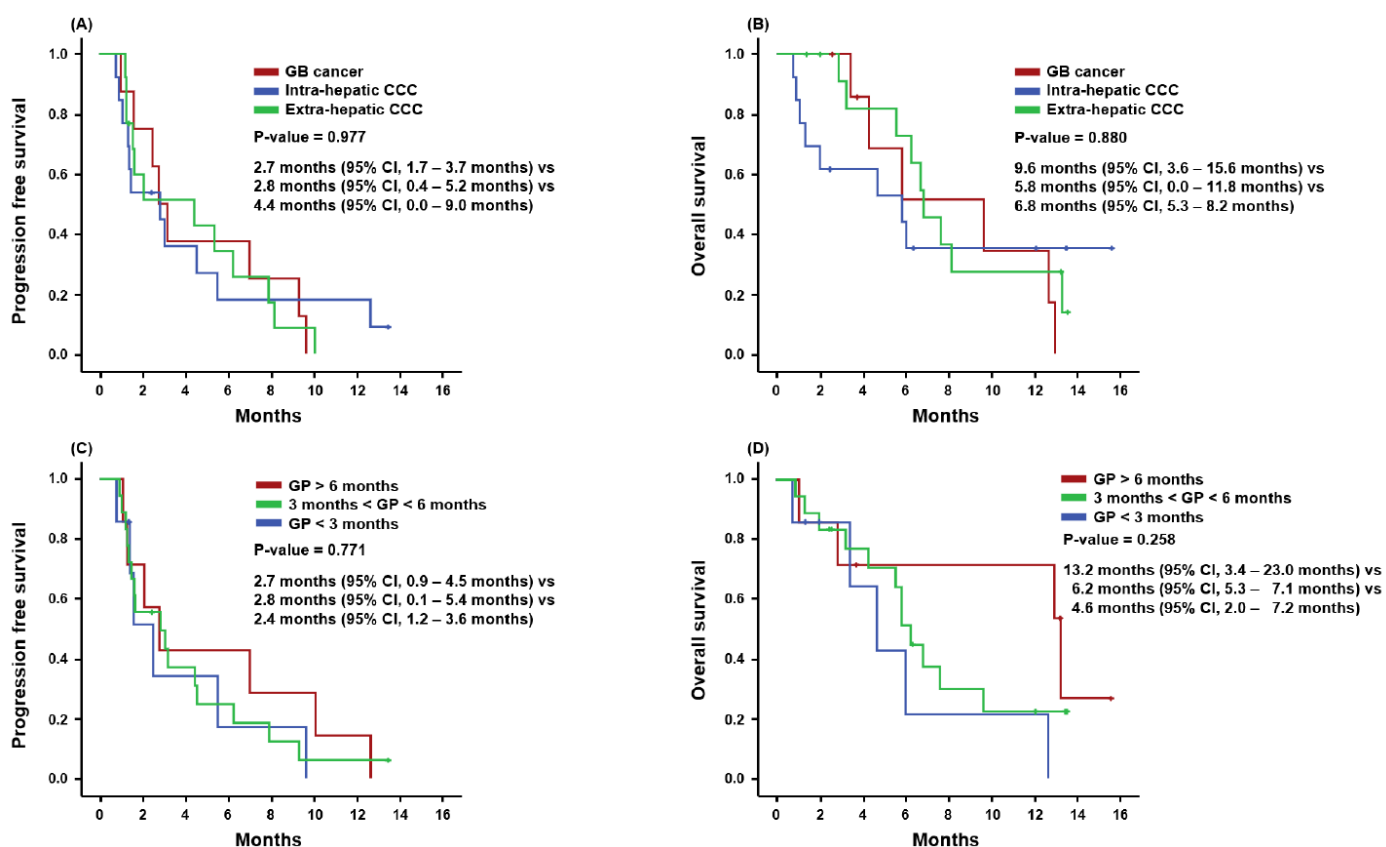 (A)
Progression free survival
1.0
0.8
0.6
0.4
0.2
0.0
GB cancer
Intra-hepatic CCC
Extra-hepatic CCC
P-value = 0.977
2.7 months (95% CI, 1.7 – 3.7 months) vs
2.8 months (95% CI, 0.4 – 5.2 months) vs
4.4 months (95% CI, 0.0 – 9.0 months)
0 2 4 6 8 10 12 14 16
Months
(B)
Overall survival
1.0
0.8
0.6
0.4
0.2
0.0
GB cancer
Intra-hepatic CCC
Extra-hepatic CCC
P-value = 0.880
9.6 months (95% CI, 3.6 – 15.6 months) vs
5.8 months (95% CI, 0.0 – 11.8 months) vs
6.8 months (95% CI, 5.3 – 8.2 months)
0 2 4 6 8 10 12 14 16
Months
(C)
Progression free survival
1.0
0.8
0.6
0.4
0.2
0.0
GP > 6 months
3 months < GP < 6 months
GP < 3 months
P-value = 0.771
2.7 months (95% CI, 0.9 – 4.5 months) vs
2.8 months (95% CI, 0.1 – 5.4 months) vs
2.4 months (95% CI, 1.2 – 3.6 months)
0 2 4 6 8 10 12 14 16
Months
(D)
Overall survival
1.0
0.8
0.6
0.4
0.2
0.0
GP > 6 months
3 months < GP < 6 months
GP < 3 months
P-value = 0.258
13.2 months (95% CI, 3.4 – 23.0 months) vs
6.2 months (95% CI, 5.3 – 7.1 months) vs
4.6 months (95% CI, 2.0 – 7.2 months)
0 2 4 6 8 10 12 14 16
Months